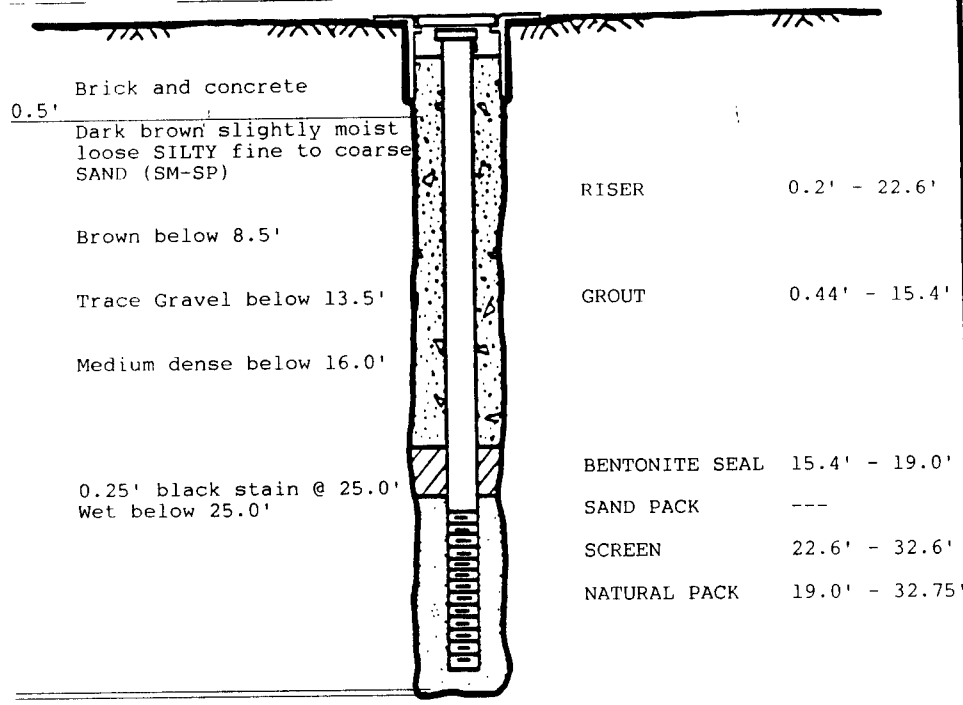 Brick and concrete
0.5'
Dark brown slightly moist
loose SILTY fine to coarse
SAND (SM-SP)
Brown below 8.5'
Trace Gravel below 13.5'
Medium dense below 16.0'
0.25' black stain @ 25.0'
Wet below 25.0'
RISER 0.2' - 22.6'
GROUT 0.44' - 15.4'
BENTONITE SEAL 15.4' - 19.0'
SAND PACK ---
SCREEN 22.6' - 32.6'
NATURAL PACK 19.0' - 32.75'